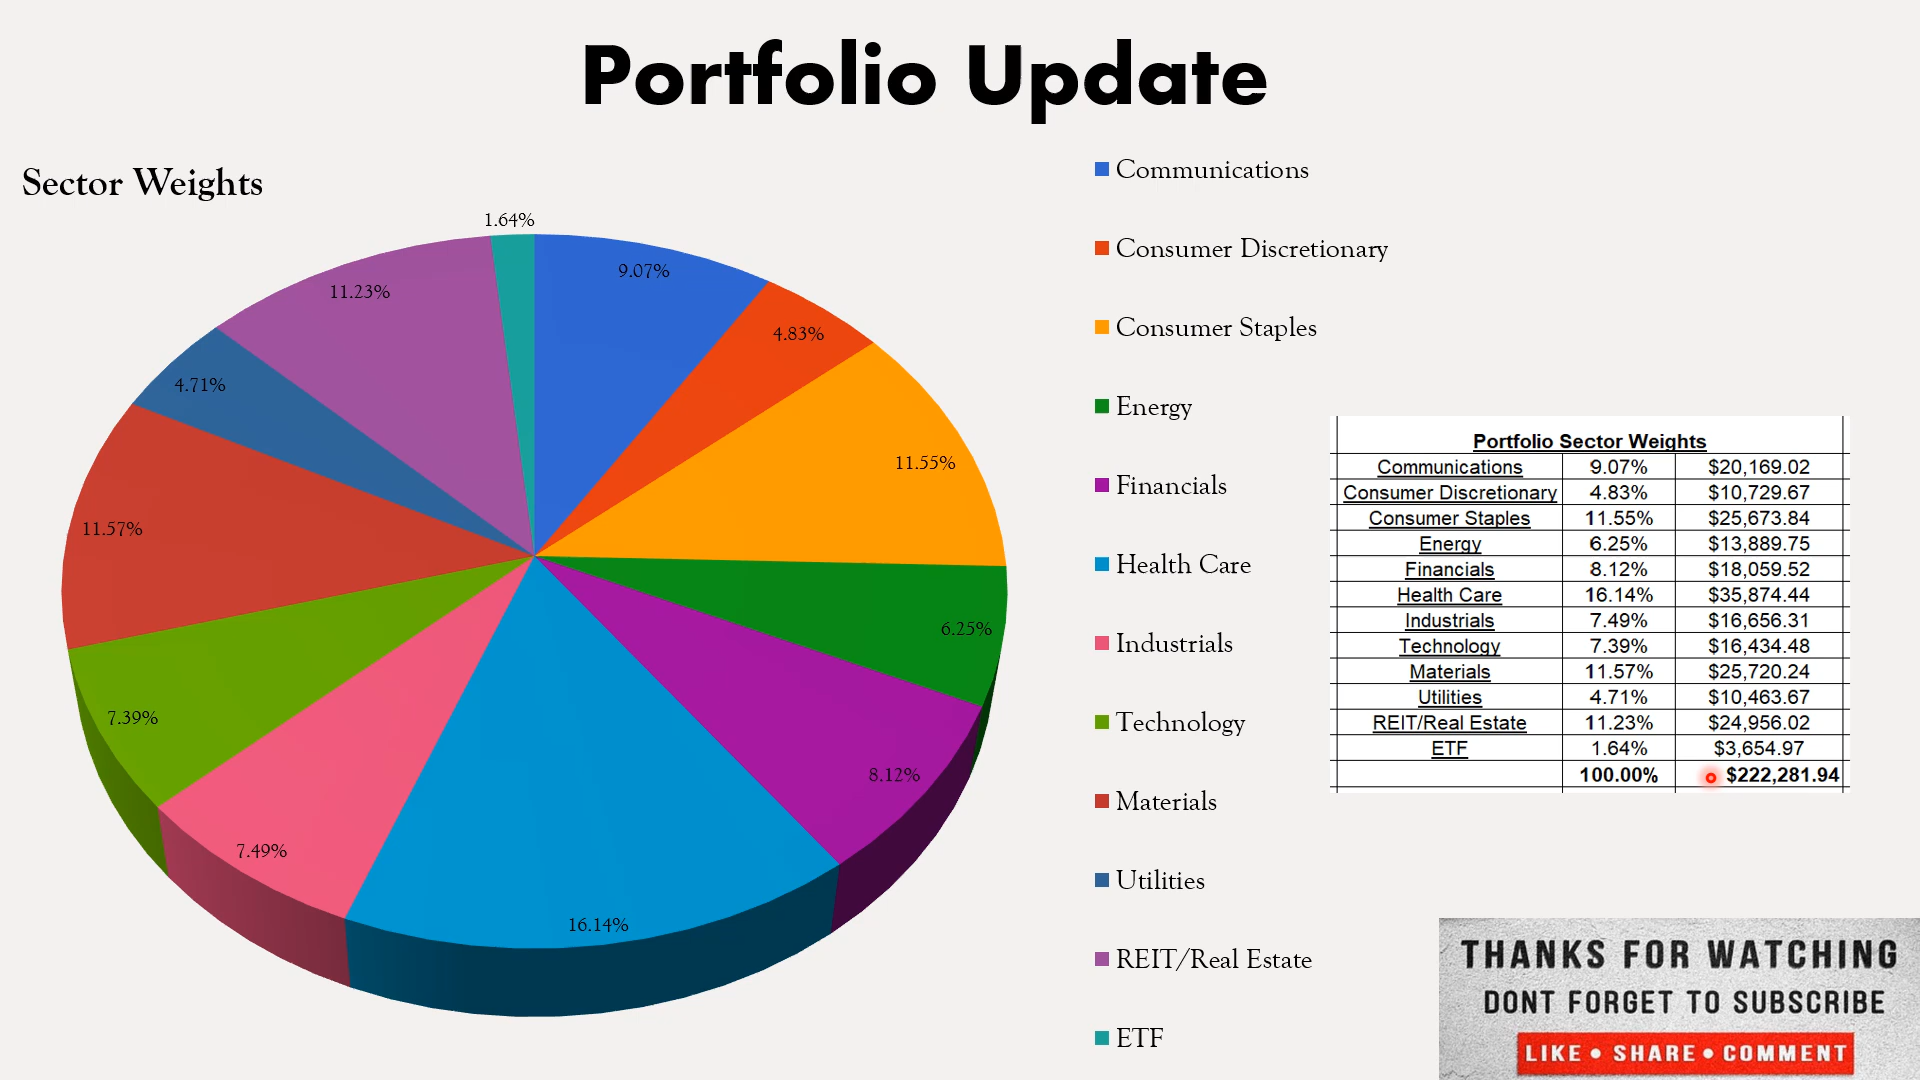 Portfolio Update
Sector Weights
1.64%
9.07%
4.83%
11.55%
6.25%
8.12%
16.14%
7.49%
7.39%
11.57%
4.71%
11.23%
Communications
Consumer Discretionary
Consumer Staples
Energy
Financials
Health Care
Industrials
Technology
Materials
Utilities
REIT/Real Estate
ETF
Portfolio Sector Weights
Communications 9.07% $20,169.02
Consumer Discretionary 4.83% $10,729.67
Consumer Staples 11.55% $25,673.84
Energy 6.25% $13,889.75
Financials 8.12% $18,059.52
Health Care 16.14% $35,874.44
Industrials 7.49% $16,656.31
Technology 7.39% $16,434.48
Materials 11.57% $25,720.24
Utilities 4.71% $10,463.67
REIT/Real Estate 11.23% $24,956.02
ETF 1.64% $3,654.97
100.00% $222,281.94
THANKS FOR WATCHING
DONT FORGET TO SUBSCRIBE
LIKE • SHARE • COMMENT